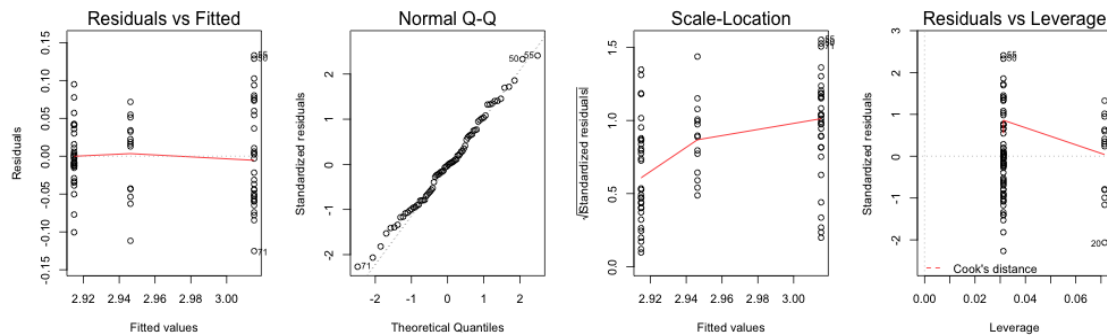 Residuals vs Fitted
Residuals
0.15
0.10
0.05
0.00
-0.05
-0.10
-0.15
55
50
71
2.92 2.94 2.96 2.98 3.00
Fitted values
Normal Q-Q
Standardized residuals
2
1
0
-1
-2
50 55
71
-2 -1 0 1 2
Theoretical Quantiles
Scale-Location
√|Standardized residuals|
1.5
1.0
0.5
0.0
2.92 2.94 2.96 2.98 3.00
Fitted values
Residuals vs Leverage
Standardized residuals
3
2
1
0
-1
-2
55
50
20
Cook's distance
0.00 0.02 0.04 0.06
Leverage